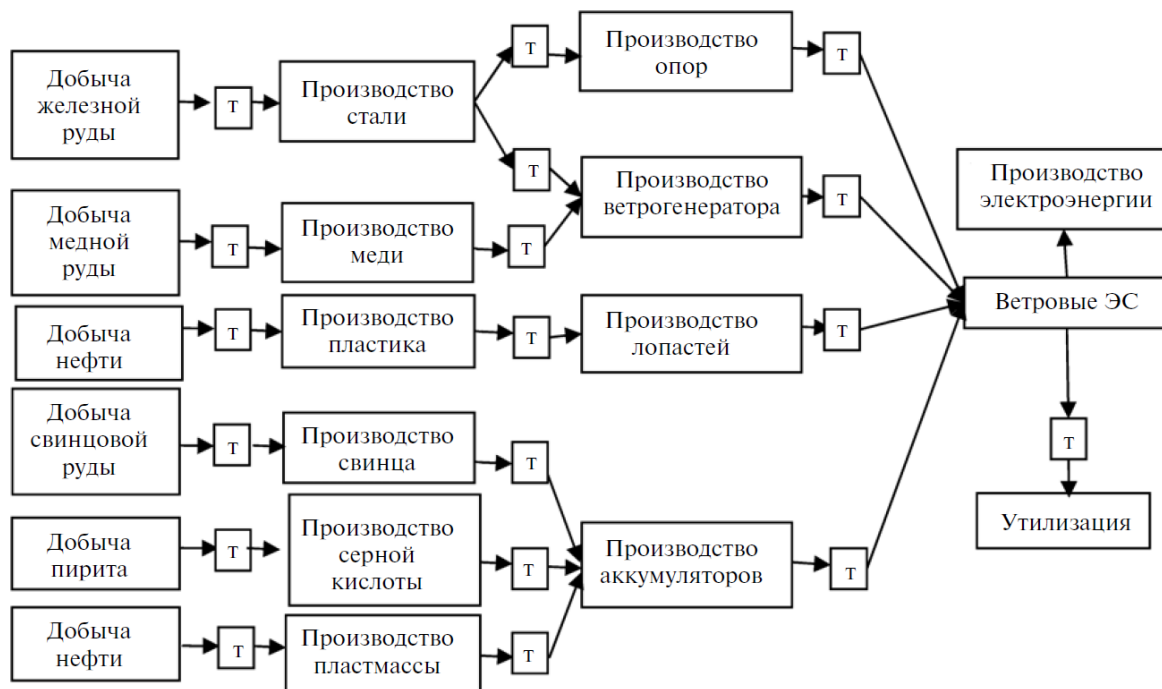 Добыча
железной
руды
т
Производство
стали
т
Производство
опор
т
т
Производство
ветрогенератора
т
Добыча
медной
руды
т
Производство
меди
т
Добыча
нефти
т
Производство
пластика
т
Производство
лопастей
т
Добыча
свинцовой
руды
т
Производство
свинца
т
Добыча
пирита
т
Производство
серной
кислоты
т
Производство
аккумуляторов
т
Добыча
нефти
т
Производство
пластмассы
т
Производство
электроэнергии
Ветровые ЭС
т
Утилизация